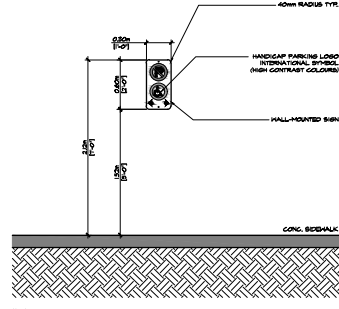 40mm RADIUS TYP.
0.30m
[1'-0"]
HANDICAP PARKING LOGO
INTERNATIONAL SYMBOL
(HIGH CONTRAST COLOURS)
0.60m
[2'-0"]
P
WALL-MOUNTED SIGN
2.12m
[7'-0"]
1.52m
[5'-0"]
CONC. SIDEWALK